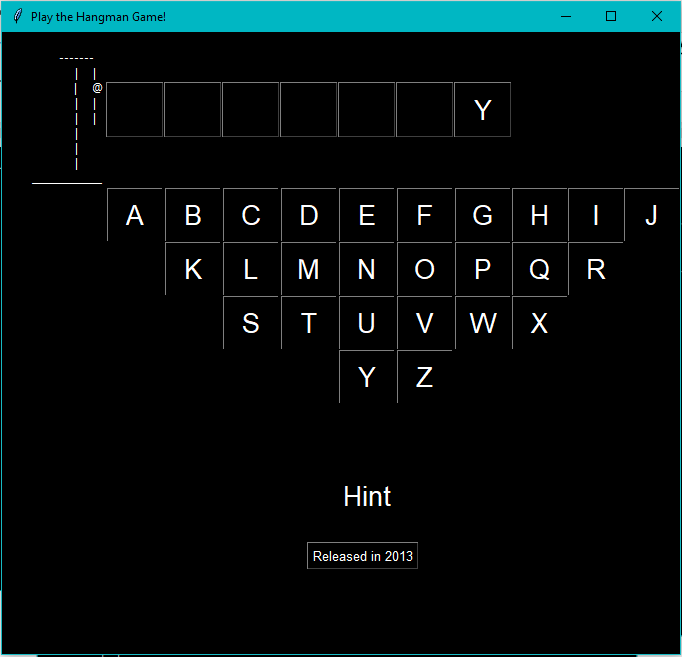 Play the Hangman Game!
-------
| |
| @
| |
| |
|
|
|
Y
A B C D E F G H I J
K L M N O P Q R
S T U V W X
Y Z
Hint
Released in 2013